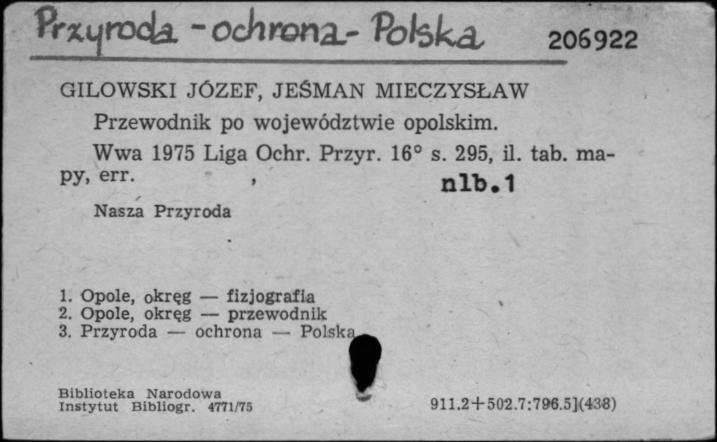 Przyroda - ochrona - Polska 206922
GILOWSKI JÓZEF, JEŚMAN MIECZYSŁAW
Przewodnik po województwie opolskim.
Wwa 1975 Liga Ochr. Przyr. 16° s. 295, il. tab. ma-
py, err. nlb.1
Nasza Przyroda
1. Opole, okręg — fizjografia
2. Opole, okręg — przewodnik
3. Przyroda — ochrona — Polska
Biblioteka Narodowa
Instytut Bibliogr. 4771/75 911.2+502.7:796.5](438)